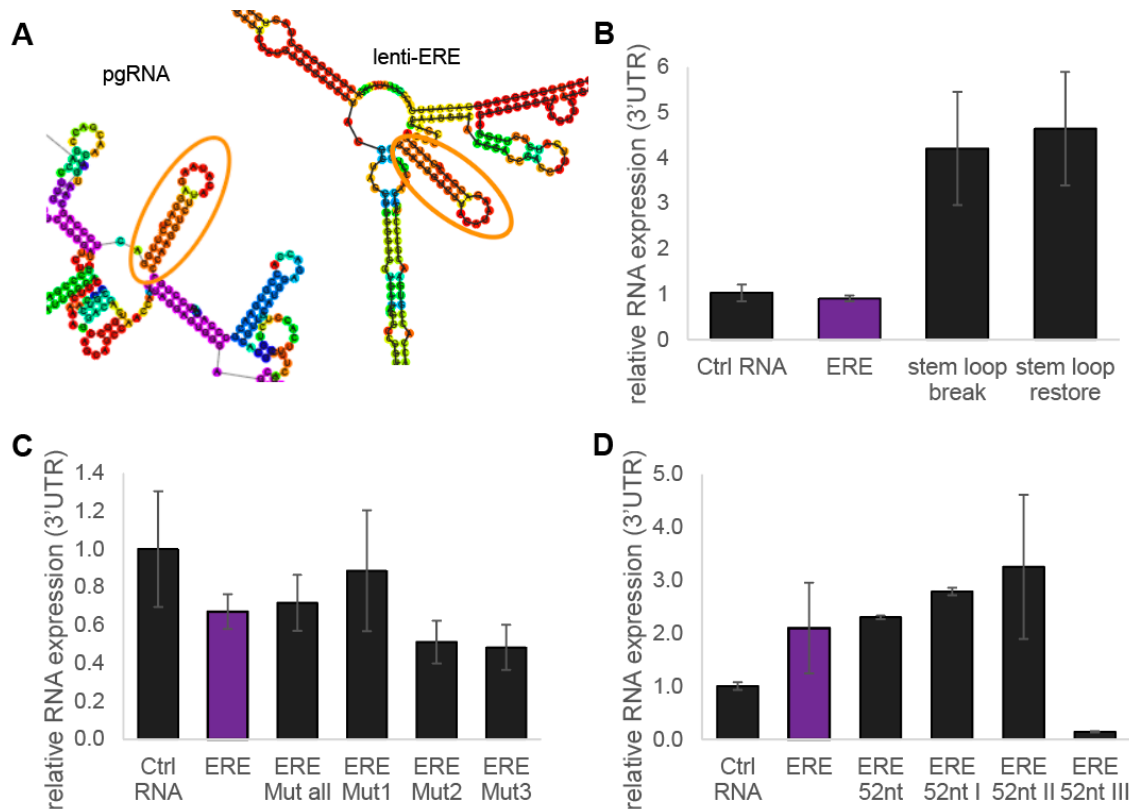 A
pgRNA
lenti-ERE
B
relative RNA expression (3'UTR)
6
5
4
3
2
1
0
Ctrl RNA
ERE
stem loop
break
stem loop
restore
C
relative RNA expression (3'UTR)
1.4
1.2
1.0
0.8
0.6
0.4
0.2
0.0
Ctrl
RNA
ERE
ERE
Mut all
ERE
Mut1
ERE
Mut2
ERE
Mut3
D
relative RNA expression (3'UTR)
5.0
4.0
3.0
2.0
1.0
0.0
Ctrl
RNA
ERE
ERE
52nt
ERE
52nt I
ERE
52nt II
ERE
52nt III